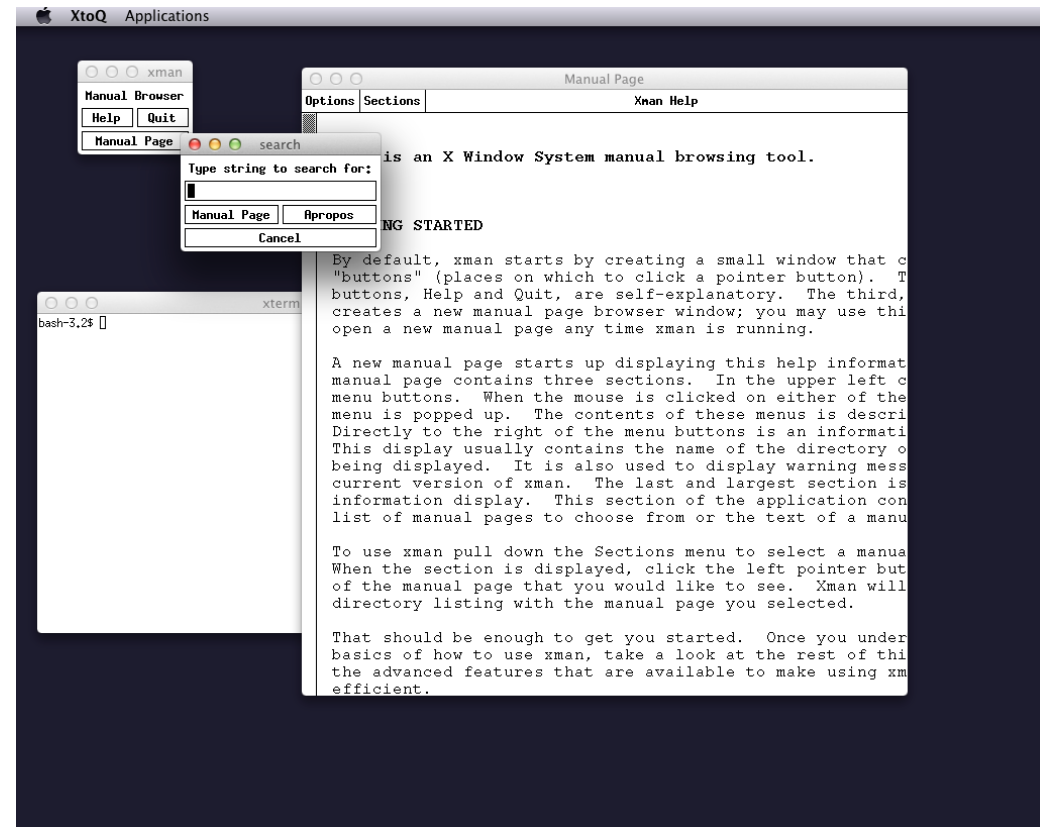 XtoQ Applications
xman
Manual Browser
Help Quit
Manual Page
search
Type string to search for:
Manual Page Apropos
Cancel
xterm
bash-3.2$
Manual Page
Options Sections Xman Help
is an X Window System manual browsing tool.
NG STARTED
By default, xman starts by creating a small window that c
"buttons" (places on which to click a pointer button). T
buttons, Help and Quit, are self-explanatory. The third,
creates a new manual page browser window; you may use thi
open a new manual page any time xman is running.
A new manual page starts up displaying this help informat
manual page contains three sections. In the upper left c
menu buttons. When the mouse is clicked on either of the
menu is popped up. The contents of these menus is descri
Directly to the right of the menu buttons is an informati
This display usually contains the name of the directory o
being displayed. It is also used to display warning mess
current version of xman. The last and largest section is
information display. This section of the application con
list of manual pages to choose from or the text of a manu
To use xman pull down the Sections menu to select a manua
When the section is displayed, click the left pointer but
of the manual page that you would like to see. Xman will
directory listing with the manual page you selected.
That should be enough to get you started. Once you under
basics of how to use xman, take a look at the rest of thi
the advanced features that are available to make using xm
efficient.